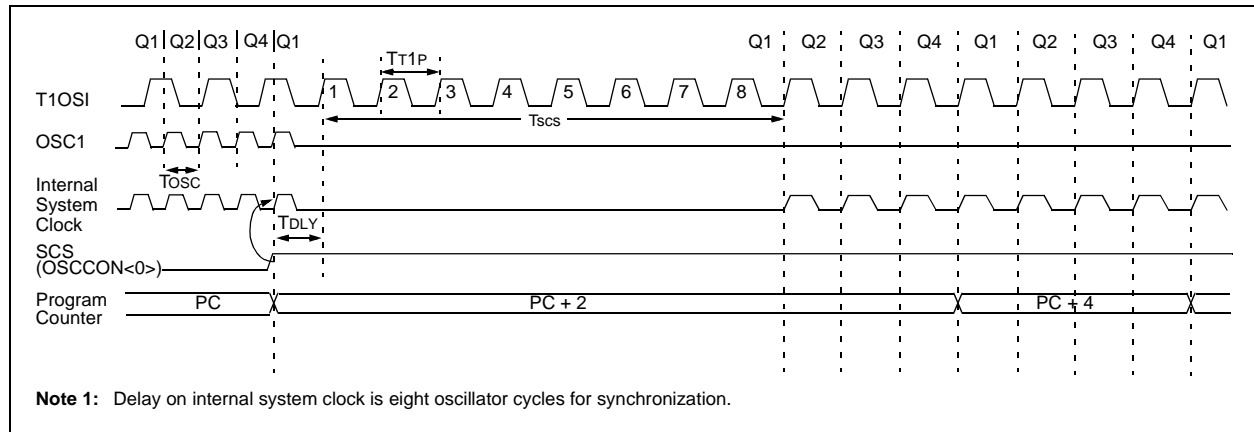 Q1 Q2 Q3 Q4 Q1 Q1 Q2 Q3 Q4 Q1 Q2 Q3 Q4 Q1
TT1P
T1OSI 1 2 3 4 5 6 7 8
TSCS
OSC1
TOSC
Internal
System
Clock
TDLY
SCS
(OSCCON<0>)
Program
Counter
PC PC + 2 PC + 4
Note 1: Delay on internal system clock is eight oscillator cycles for synchronization.